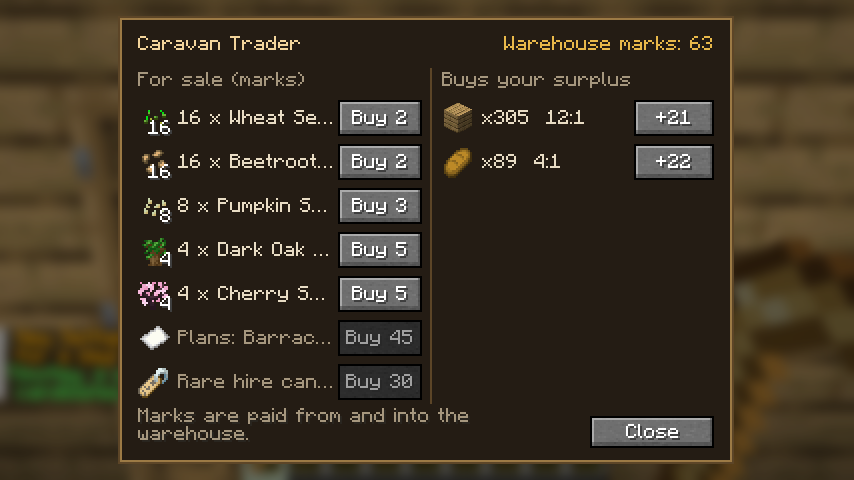 Caravan Trader
Warehouse marks: 63
For sale (marks)
16 16 x Wheat Se... Buy 2
16 16 x Beetroot... Buy 2
8 8 x Pumpkin S... Buy 3
4 4 x Dark Oak ... Buy 5
4 4 x Cherry S... Buy 5
Plans: Barrac... Buy 45
Rare hire can... Buy 30
Buys your surplus
x305 12:1 +21
x89 4:1 +22
Marks are paid from and into the
warehouse.
Close